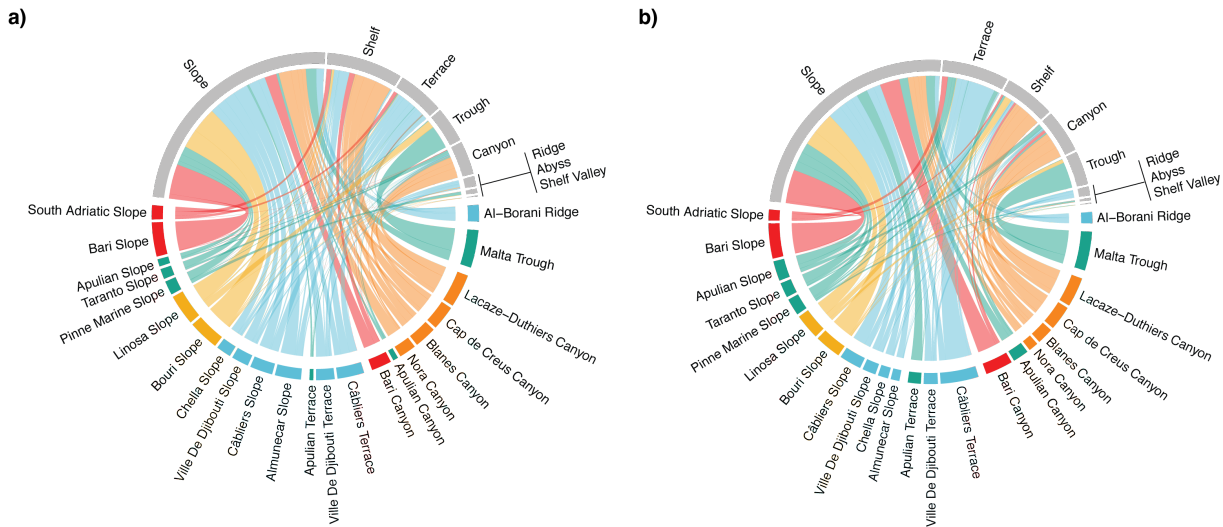 a)
Slope
Shelf
Terrace
Trough
Canyon
Ridge
Abyss
Shelf Valley
Al−Borani Ridge
Malta Trough
Lacaze−Duthiers Canyon
Cap de Creus Canyon
Blanes Canyon
Nora Canyon
Apulian Canyon
Bari Canyon
Câbliers Terrace
Ville De Djibouti Terrace
Apulian Terrace
Almunecar Slope
Câbliers Slope
Ville De Djibouti Slope
Chella Slope
Bouri Slope
Linosa Slope
Pinne Marine Slope
Taranto Slope
Apulian Slope
Bari Slope
South Adriatic Slope
b)
Slope
Terrace
Shelf
Canyon
Trough
Ridge
Abyss
Shelf Valley
Al−Borani Ridge
Malta Trough
Lacaze−Duthiers Canyon
Cap de Creus Canyon
Blanes Canyon
Nora Canyon
Apulian Canyon
Bari Canyon
Câbliers Terrace
Ville De Djibouti Terrace
Apulian Terrace
Almunecar Slope
Chella Slope
Ville De Djibouti Slope
Câbliers Slope
Bouri Slope
Linosa Slope
Pinne Marine Slope
Taranto Slope
Apulian Slope
Bari Slope
South Adriatic Slope